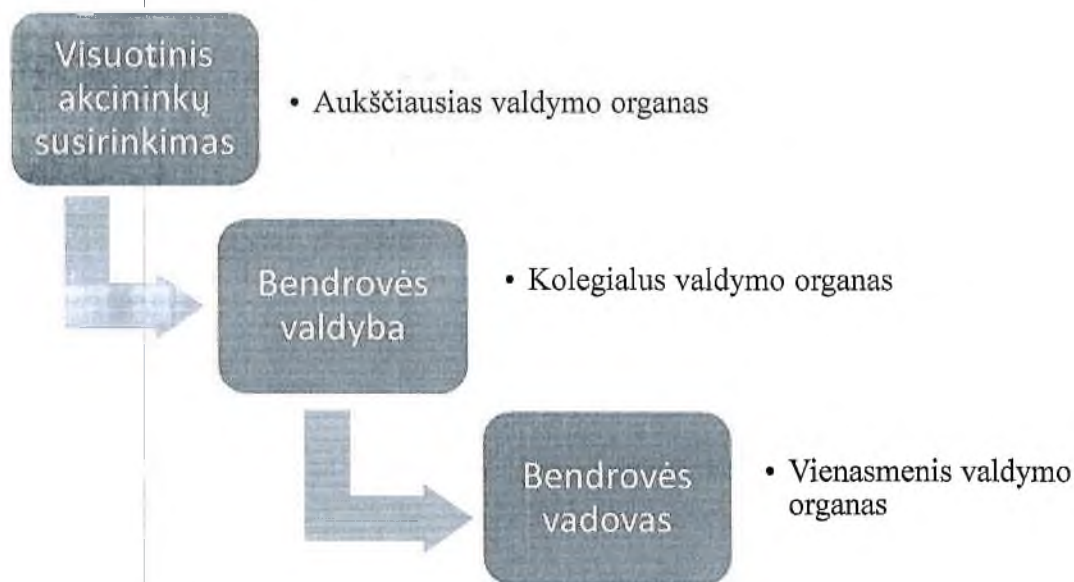 Visuotinis
akcininkų
susirinkimas
• Aukščiausias valdymo organas
Bendrovės
valdyba
• Kolegialus valdymo organas
Bendrovės
vadovas
• Vienasmenis valdymo
organas